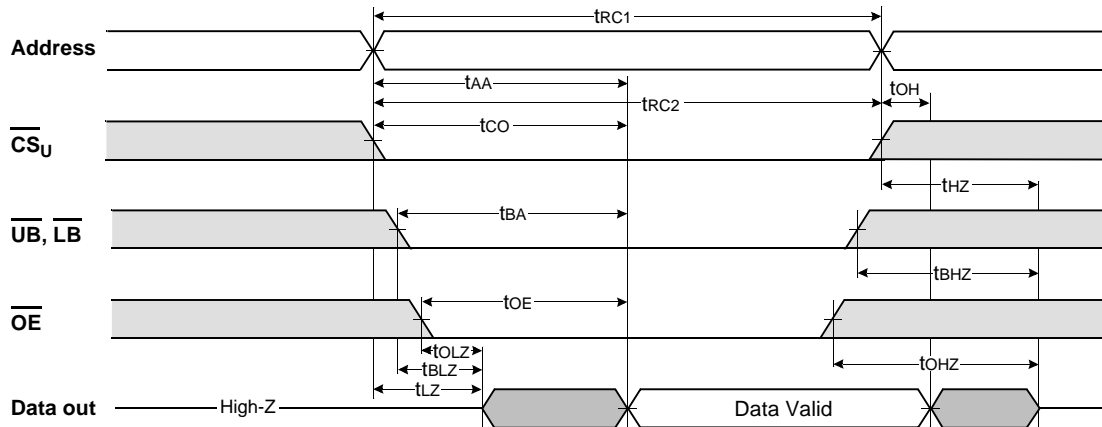 tRC1
Address
tAA
tOH
tRC2
tCO
CSU
tHZ
UB, LB
tBA
tBHZ
OE
tOE
tOLZ
tBLZ
tOHZ
tLZ
Data out
High-Z
Data Valid